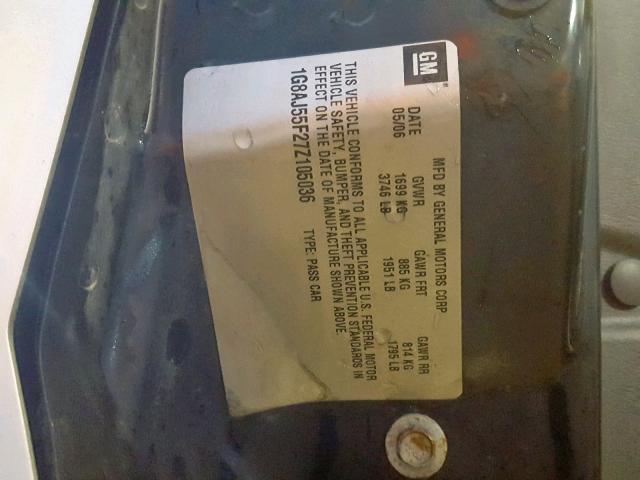 GM
MFD BY GENERAL MOTORS CORP
DATE GVWR GAWR FRT GAWR RR
05/06 1699 KG 885 KG 814 KG
3746 LB 1951 LB 1795 LB
THIS VEHICLE CONFORMS TO ALL APPLICABLE U.S. FEDERAL MOTOR
VEHICLE SAFETY, BUMPER, AND THEFT PREVENTION STANDARDS IN
EFFECT ON THE DATE OF MANUFACTURE SHOWN ABOVE.
1G8AJ55F27Z105036 TYPE: PASS CAR